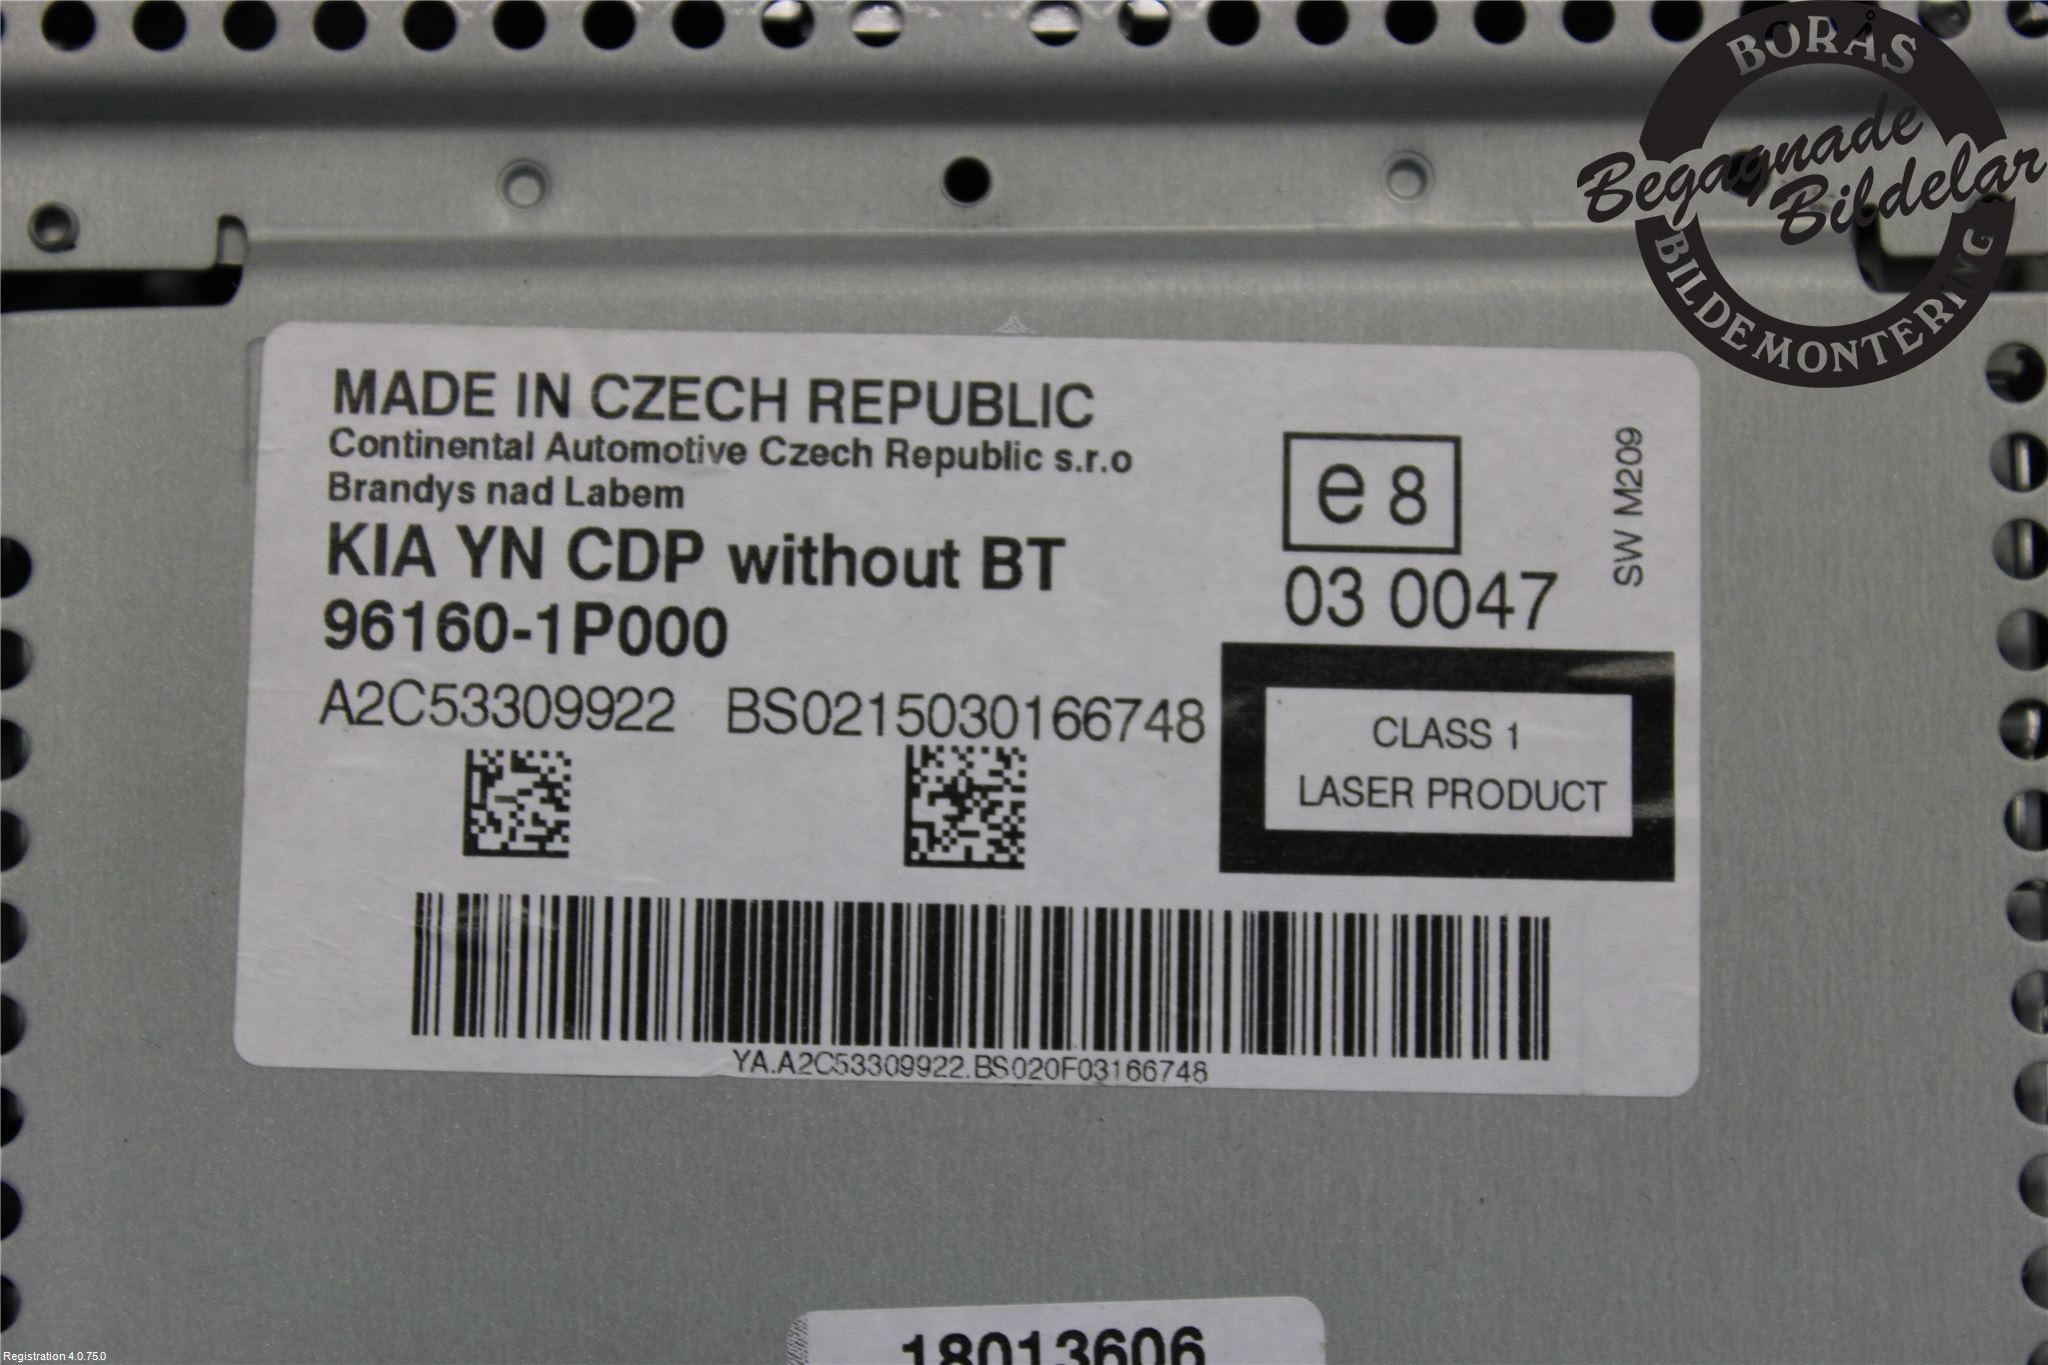 BORÅS
Begagnade
Bildelar
BILDEMONTERING
MADE IN CZECH REPUBLIC
Continental Automotive Czech Republic s.r.o
Brandys nad Labem
KIA YN CDP without BT
96160-1P000
A2C53309922 BS0215030166748
e8
03 0047
SW M209
CLASS 1
LASER PRODUCT
YA.A2C53309922.BS020F03166748
18013606
Registration 4.0.75.0